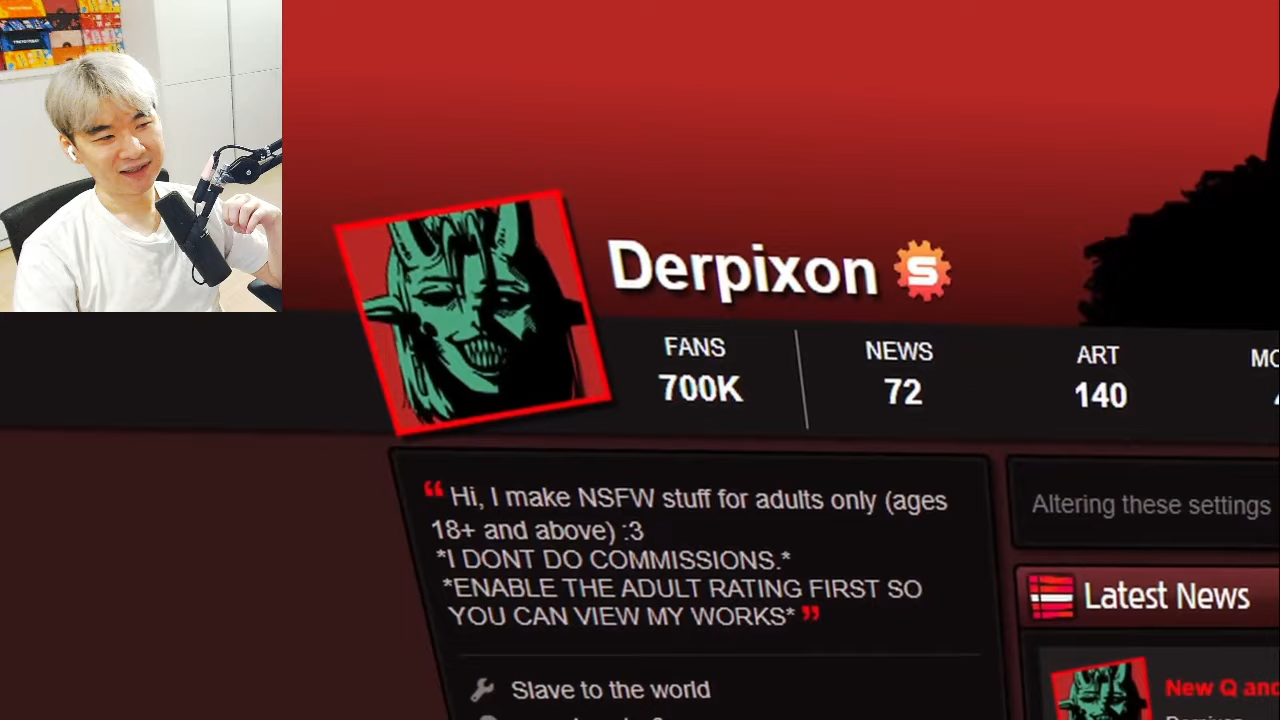 Derpixon
FANS
700K
NEWS
72
ART
140
“ Hi, I make NSFW stuff for adults only (ages
18+ and above) :3
*I DONT DO COMMISSIONS.*
*ENABLE THE ADULT RATING FIRST SO
YOU CAN VIEW MY WORKS* ”
Slave to the world
Altering these settings
Latest News
New Q and